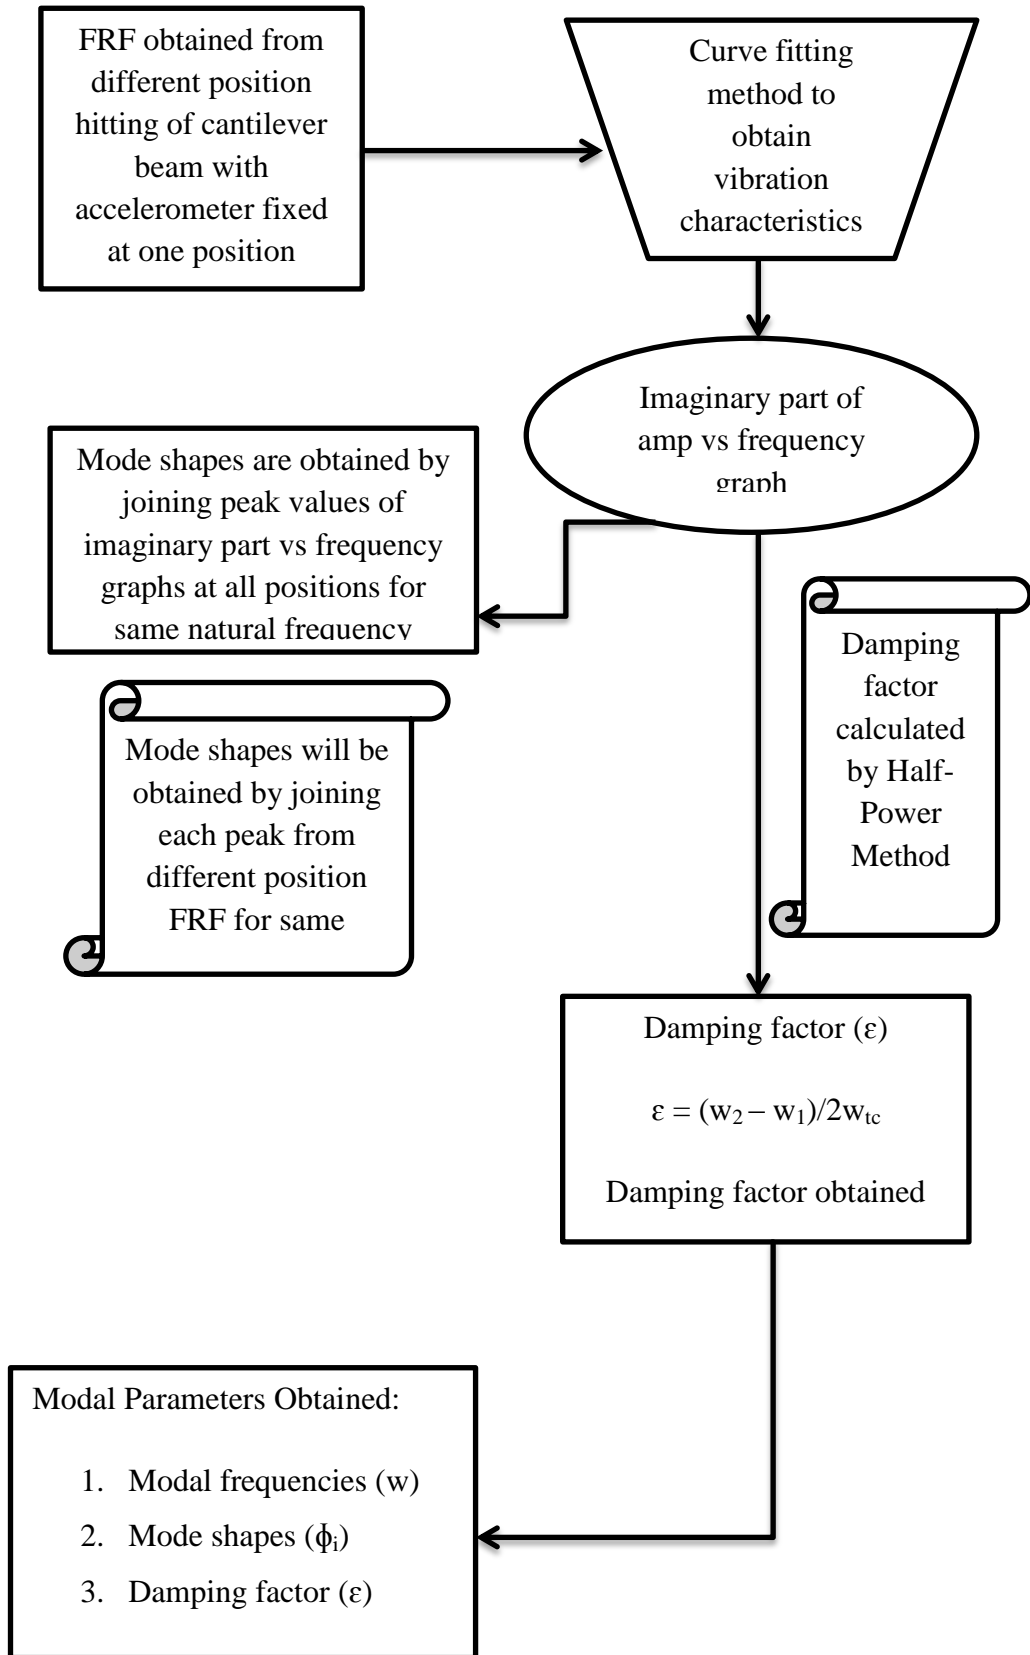 FRF obtained from
different position
hitting of cantilever
beam with
accelerometer fixed
at one position
Curve fitting
method to
obtain
vibration
characteristics
Imaginary part of
amp vs frequency
graph
Mode shapes are obtained by
joining peak values of
imaginary part vs frequency
graphs at all positions for
same natural frequency
Mode shapes will be
obtained by joining
each peak from
different position
FRF for same
Damping
factor
calculated
by Half-
Power
Method
Damping factor (ε)
ε = (w₂ – w₁)/2w_tc
Damping factor obtained
Modal Parameters Obtained:
1. Modal frequencies (w)
2. Mode shapes (ϕᵢ)
3. Damping factor (ε)